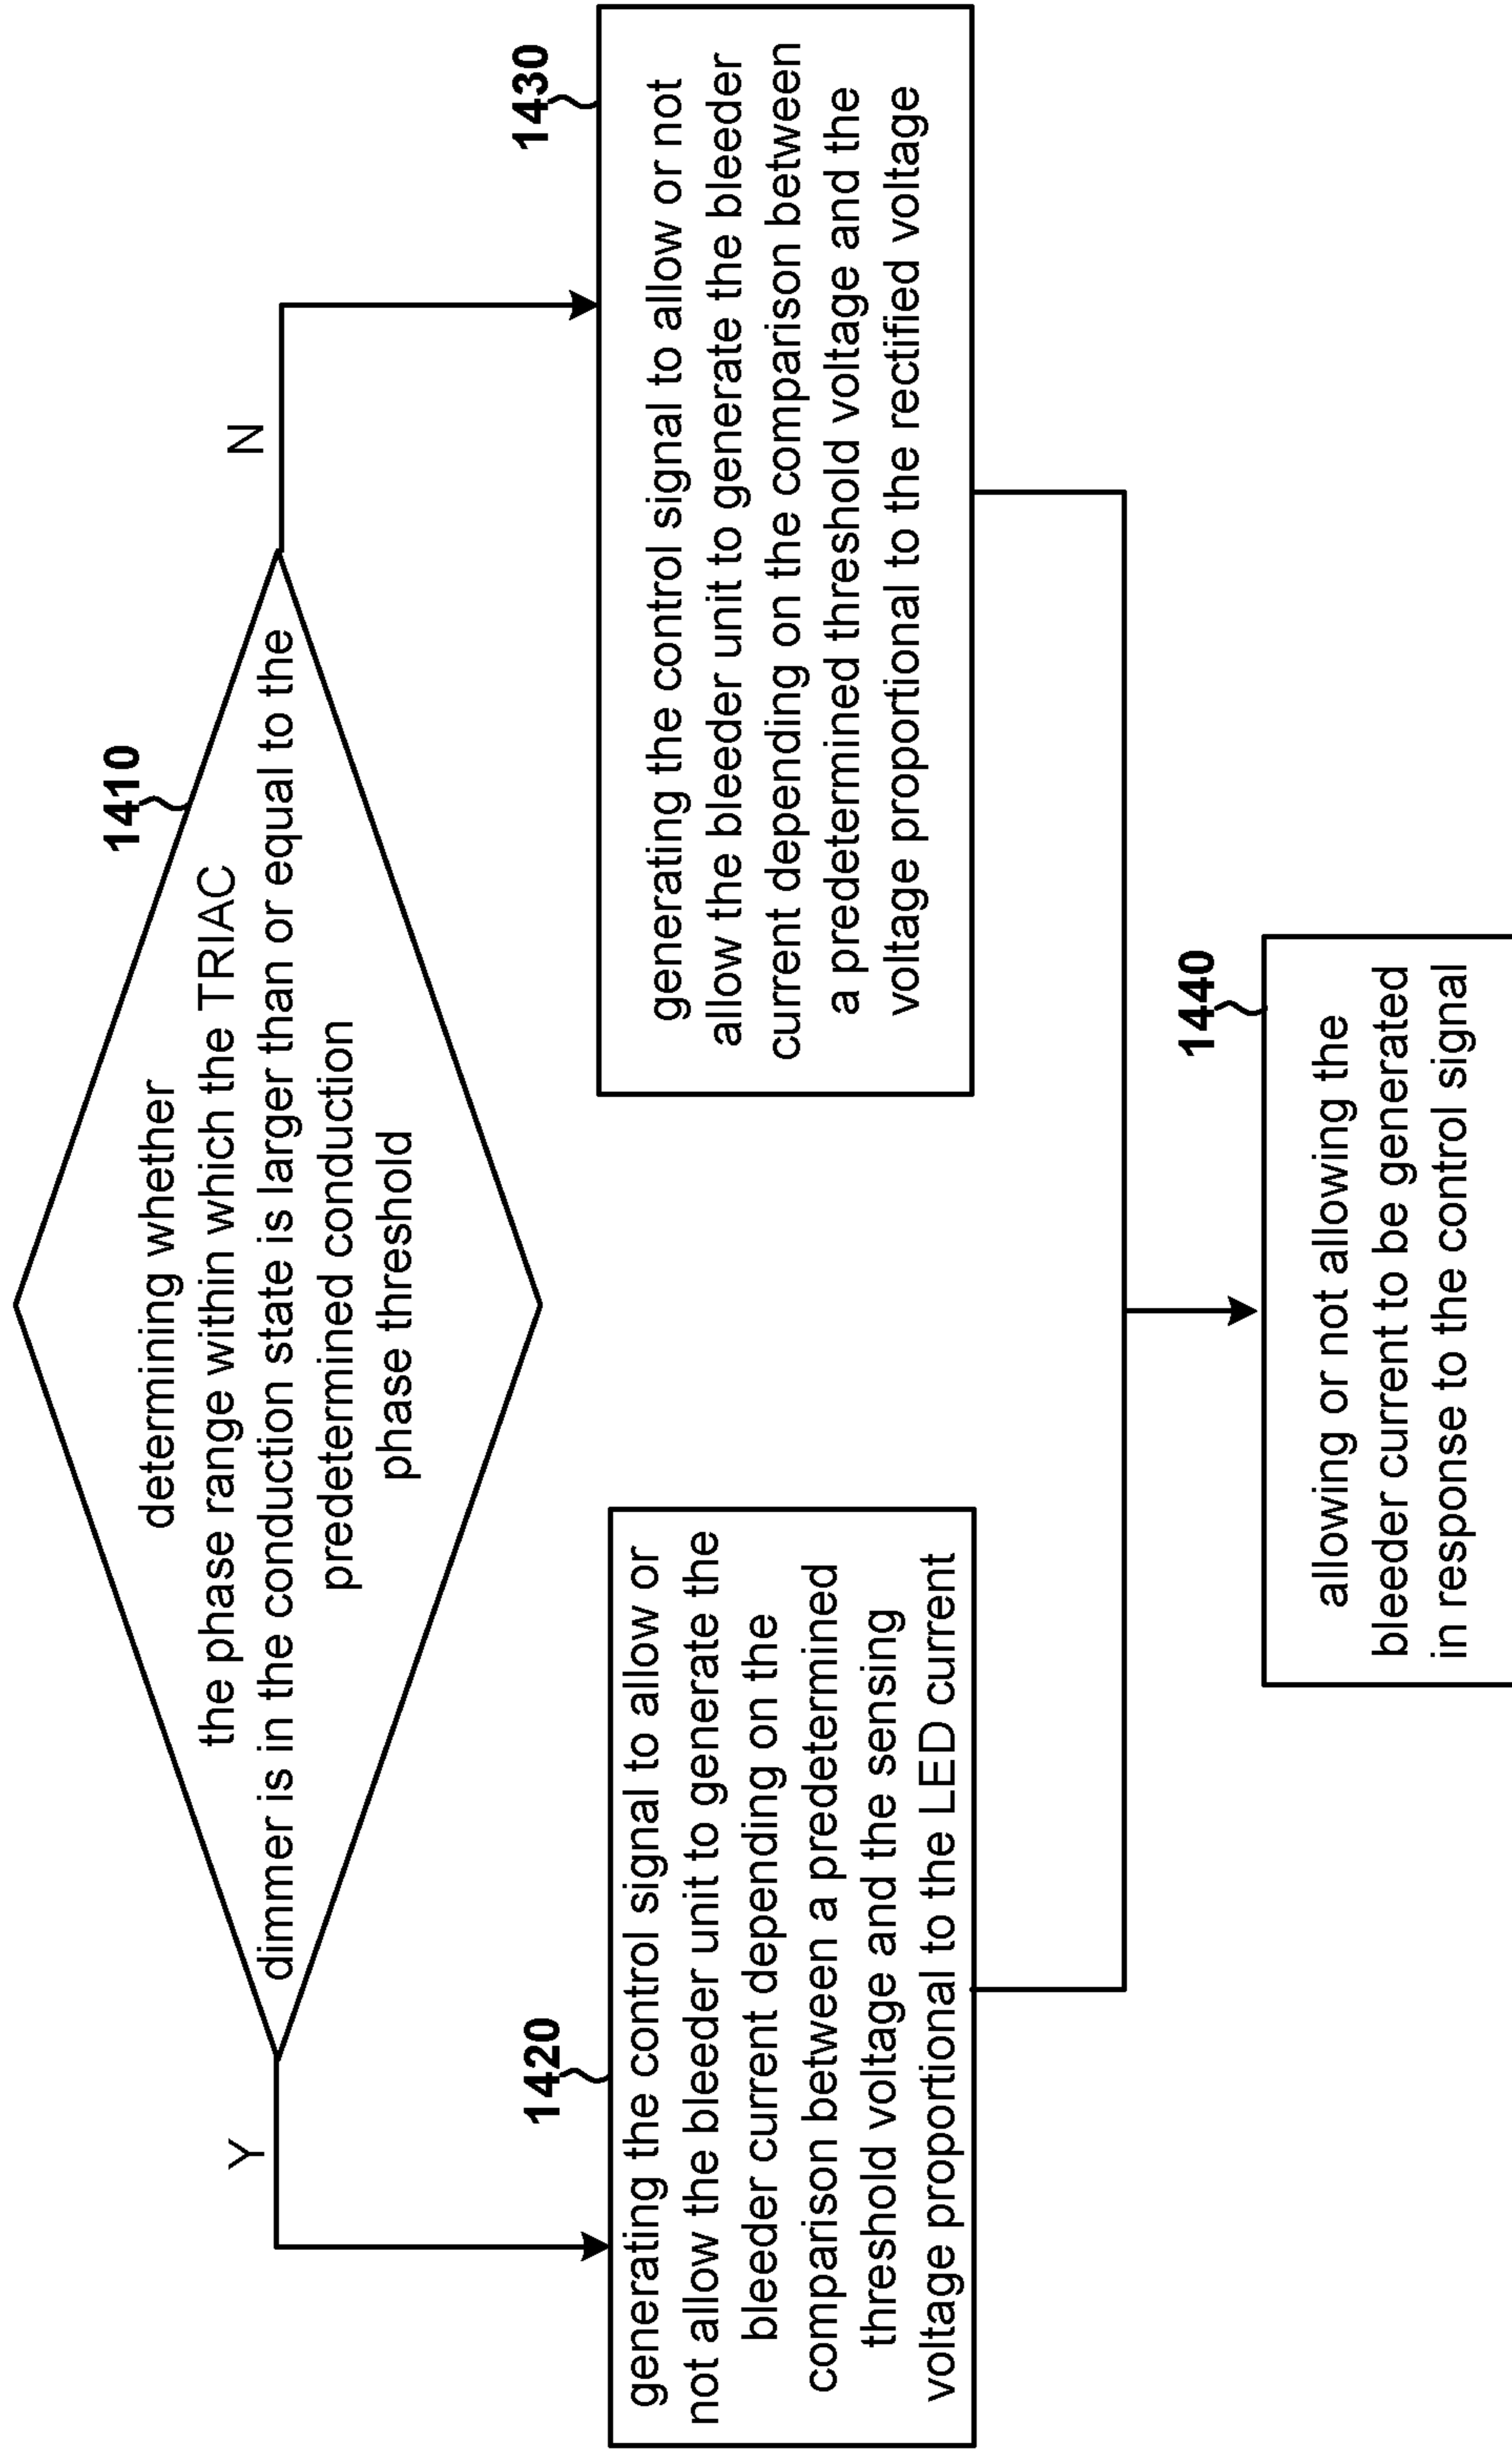 1410
determining whether
the phase range within which the TRIAC
dimmer is in the conduction state is larger than or equal to the
predetermined conduction
phase threshold
Y
N
1420
generating the control signal to allow or
not allow the bleeder unit to generate the
bleeder current depending on the
comparison between a predetermined
threshold voltage and the sensing
voltage proportional to the LED current
1430
generating the control signal to allow or not
allow the bleeder unit to generate the bleeder
current depending on the comparison between
a predetermined threshold voltage and the
voltage proportional to the rectified voltage
1440
allowing or not allowing the
bleeder current to be generated
in response to the control signal